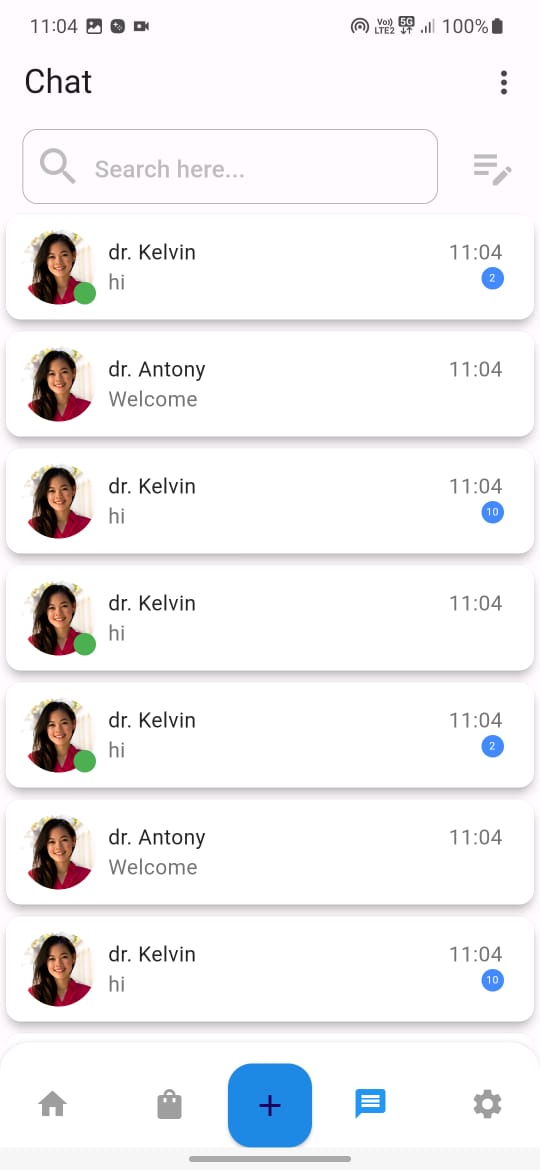 11:04
Vo)) LTE2 5G 100%
Chat
Search here...
dr. Kelvin 11:04
hi 2
dr. Antony 11:04
Welcome
dr. Kelvin 11:04
hi 10
dr. Kelvin 11:04
hi
dr. Kelvin 11:04
hi 2
dr. Antony 11:04
Welcome
dr. Kelvin 11:04
hi 10